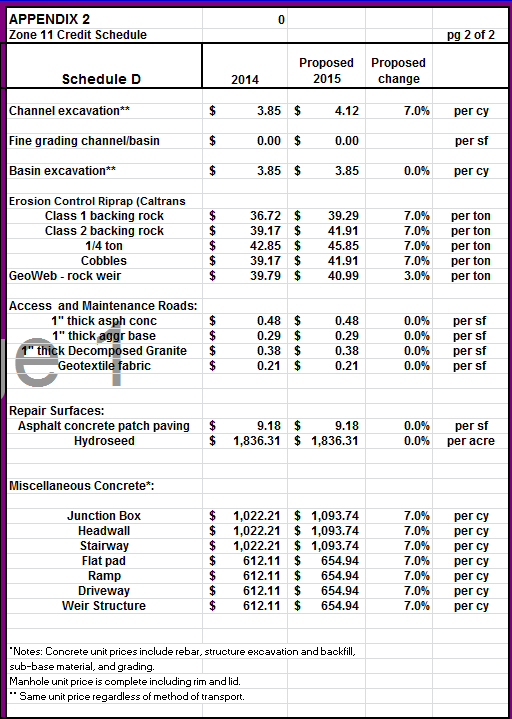 APPENDIX 2 0
Zone 11 Credit Schedule pg 2 of 2
Schedule D 2014 Proposed 2015 Proposed change
Channel excavation** $ 3.85 $ 4.12 7.0% per cy
Fine grading channel/basin $ 0.00 $ 0.00 per sf
Basin excavation** $ 3.85 $ 3.85 0.0% per cy
Erosion Control Riprap (Caltrans
Class 1 backing rock $ 36.72 $ 39.29 7.0% per ton
Class 2 backing rock $ 39.17 $ 41.91 7.0% per ton
1/4 ton $ 42.85 $ 45.85 7.0% per ton
Cobbles $ 39.17 $ 41.91 7.0% per ton
GeoWeb - rock weir $ 39.79 $ 40.99 3.0% per ton
Access and Maintenance Roads:
1" thick asph conc $ 0.48 $ 0.48 0.0% per sf
1" thick aggr base $ 0.29 $ 0.29 0.0% per sf
1" thick Decomposed Granite $ 0.38 $ 0.38 0.0% per sf
Geotextile fabric $ 0.21 $ 0.21 0.0% per sf
e 1
Repair Surfaces:
Asphalt concrete patch paving $ 9.18 $ 9.18 0.0% per sf
Hydroseed $ 1,836.31 $ 1,836.31 0.0% per acre
Miscellaneous Concrete*:
Junction Box $ 1,022.21 $ 1,093.74 7.0% per cy
Headwall $ 1,022.21 $ 1,093.74 7.0% per cy
Stairway $ 1,022.21 $ 1,093.74 7.0% per cy
Flat pad $ 612.11 $ 654.94 7.0% per cy
Ramp $ 612.11 $ 654.94 7.0% per cy
Driveway $ 612.11 $ 654.94 7.0% per cy
Weir Structure $ 612.11 $ 654.94 7.0% per cy
*Notes: Concrete unit prices include rebar, structure excavation and backfill,
sub-base material, and grading.
Manhole unit price is complete including rim and lid.
** Same unit price regardless of method of transport.